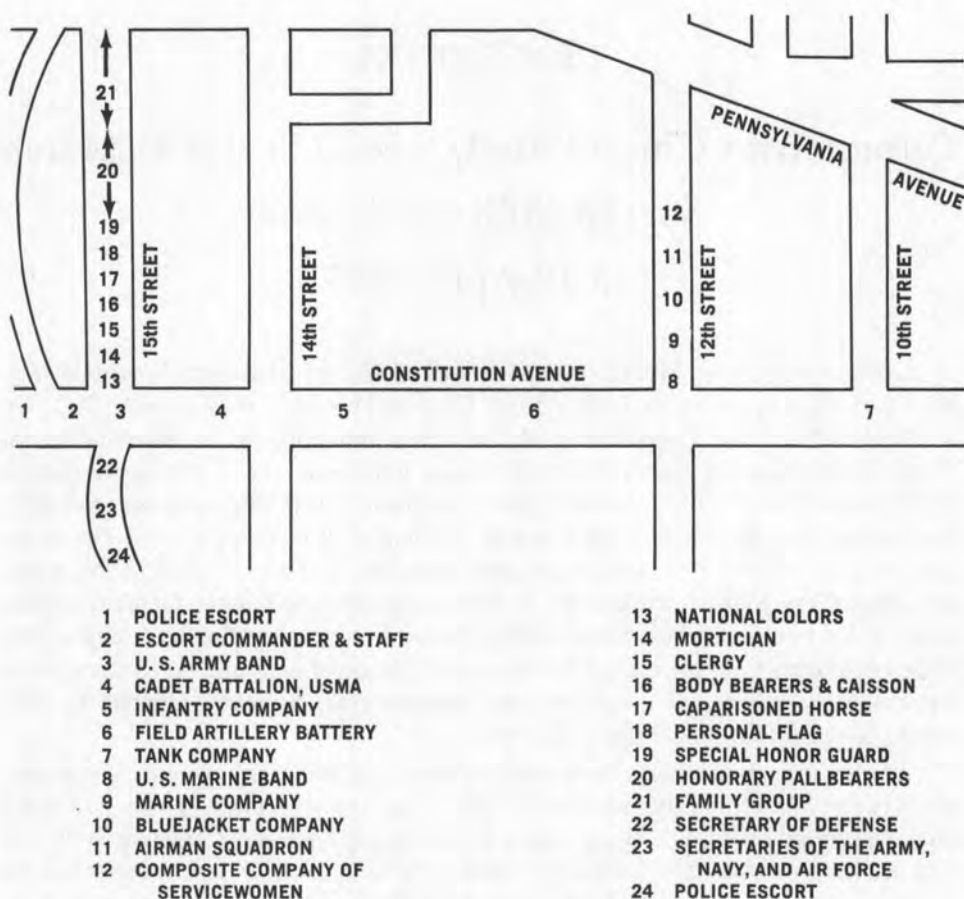 21
20
19
18
17
16
15
14
13
15th STREET
14th STREET
12
11
10
9
8
12th STREET
PENNSYLVANIA
AVENUE
10th STREET
CONSTITUTION AVENUE
1 2 3 4 5 6 7
22
23
24
1 POLICE ESCORT
2 ESCORT COMMANDER & STAFF
3 U. S. ARMY BAND
4 CADET BATTALION, USMA
5 INFANTRY COMPANY
6 FIELD ARTILLERY BATTERY
7 TANK COMPANY
8 U. S. MARINE BAND
9 MARINE COMPANY
10 BLUEJACKET COMPANY
11 AIRMAN SQUADRON
12 COMPOSITE COMPANY OF
SERVICEWOMEN
13 NATIONAL COLORS
14 MORTICIAN
15 CLERGY
16 BODY BEARERS & CAISSON
17 CAPARISONED HORSE
18 PERSONAL FLAG
19 SPECIAL HONOR GUARD
20 HONORARY PALLBEARERS
21 FAMILY GROUP
22 SECRETARY OF DEFENSE
23 SECRETARIES OF THE ARMY,
NAVY, AND AIR FORCE
24 POLICE ESCORT